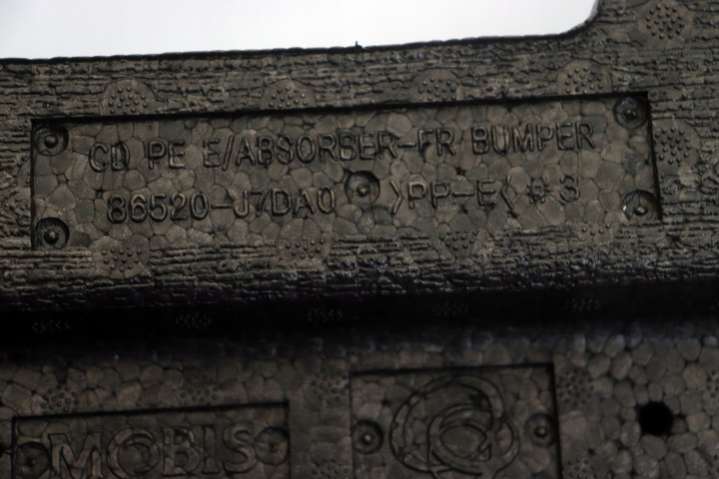 CD PE E/ABSORBER-FR BUMPER
86520-J7DA0 >PP-E< #3
MOBIS